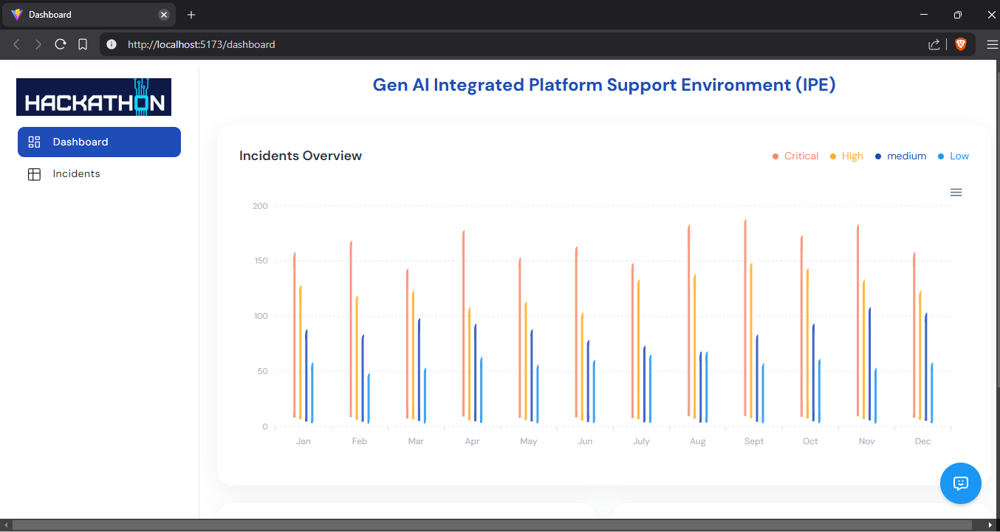 Dashboard
http://localhost:5173/dashboard
HACKATHON
Dashboard
Incidents
Gen AI Integrated Platform Support Environment (IPE)
Incidents Overview
Critical High medium Low
200
150
100
50
0
Jan Feb Mar Apr May Jun July Aug Sept Oct Nov Dec